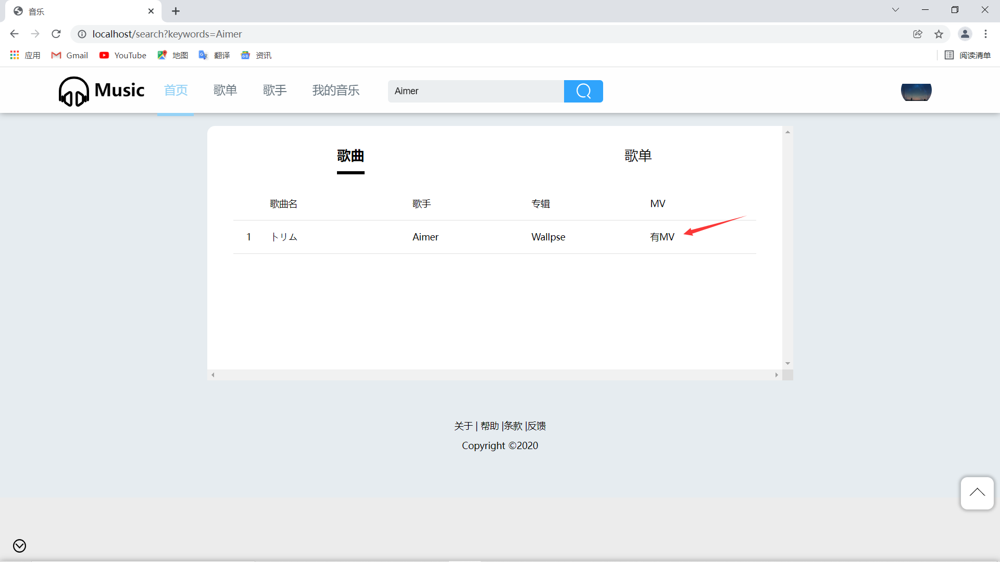 音乐
localhost/search?keywords=Aimer
应用 Gmail YouTube 地图 翻译 资讯 阅读清单
Music 首页 歌单 歌手 我的音乐 Aimer
歌曲 歌单
歌曲名 歌手 专辑 MV
1 トリム Aimer Wallpse 有MV
关于 | 帮助 |条款 |反馈
Copyright ©2020